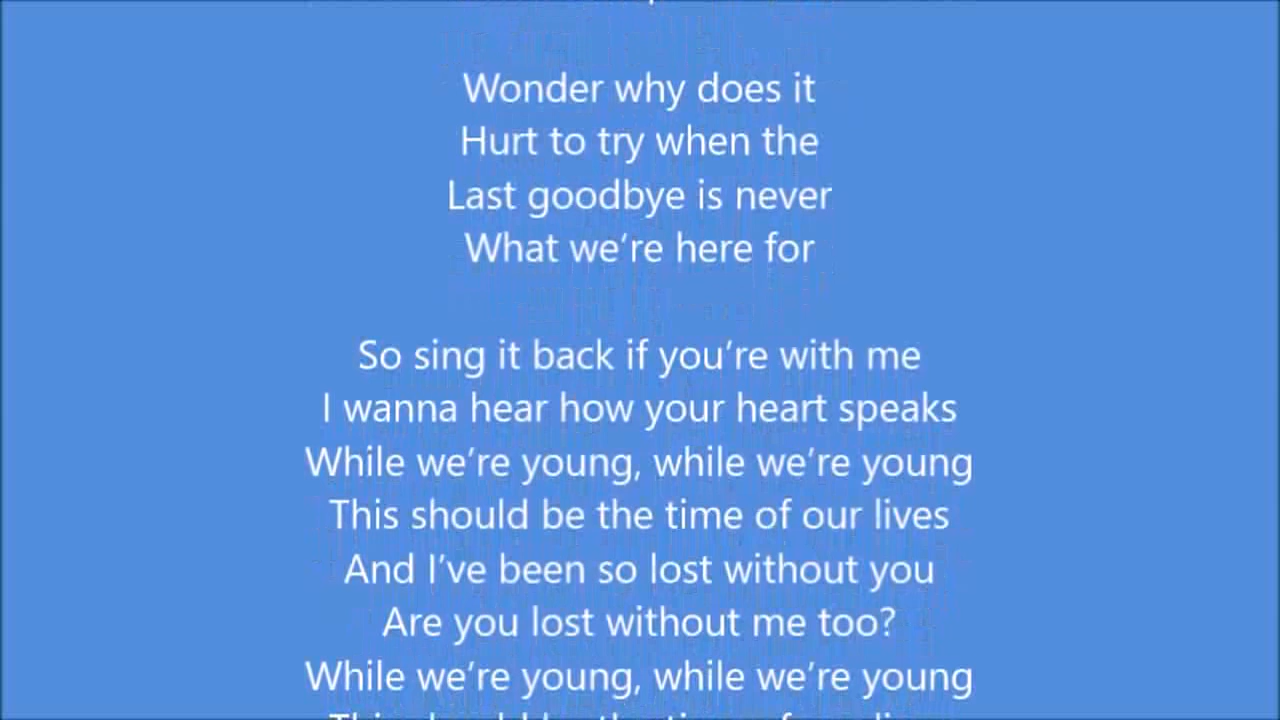 Wonder why does it
Hurt to try when the
Last goodbye is never
What we're here for
So sing it back if you're with me
I wanna hear how your heart speaks
While we're young, while we're young
This should be the time of our lives
And I've been so lost without you
Are you lost without me too?
While we're young, while we're young